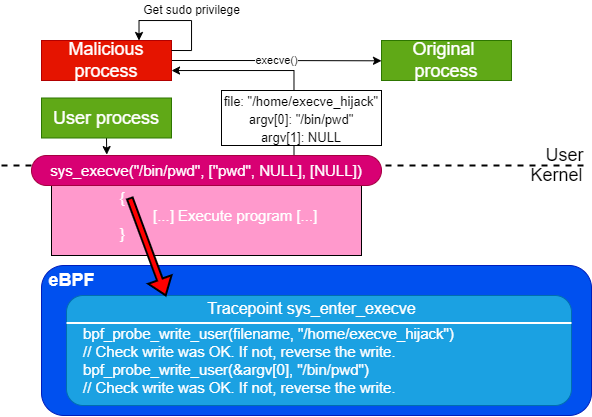 Get sudo privilege
Malicious
process
execve()
Original
process
file: "/home/execve_hijack"
argv[0]: "/bin/pwd"
argv[1]: NULL
User process
User
Kernel
sys_execve("/bin/pwd", ["pwd", NULL], [NULL])
{
[...] Execute program [...]
}
eBPF
Tracepoint sys_enter_execve
bpf_probe_write_user(filename, "/home/execve_hijack")
// Check write was OK. If not, reverse the write.
bpf_probe_write_user(&argv[0], "/bin/pwd")
// Check write was OK. If not, reverse the write.